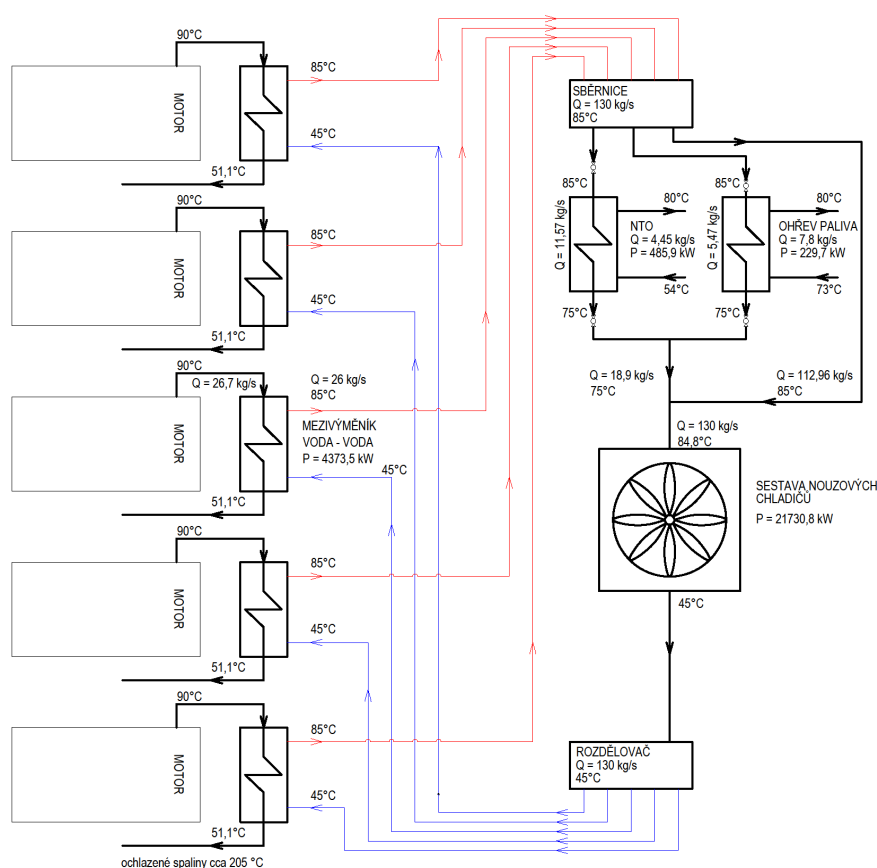 90°C
85°C
MOTOR
45°C
51,1°C
90°C
85°C
MOTOR
45°C
51,1°C
90°C
Q = 26,7 kg/s
Q = 26 kg/s
85°C
MOTOR
MEZIVÝMĚNÍK
VODA - VODA
P = 4373,5 kW
45°C
51,1°C
90°C
85°C
MOTOR
45°C
51,1°C
90°C
85°C
MOTOR
45°C
51,1°C
ochlazené spaliny cca 205 °C
SBĚRNICE
Q = 130 kg/s
85°C
85°C
80°C
Q = 11,57 kg/s
NTO
Q = 4,45 kg/s
P = 485,9 kW
54°C
75°C
85°C
80°C
Q = 5,47 kg/s
OHŘEV PALIVA
Q = 7,8 kg/s
P = 229,7 kW
73°C
75°C
Q = 18,9 kg/s
75°C
Q = 112,96 kg/s
85°C
Q = 130 kg/s
84,8°C
SESTAVA NOUZOVÝCH
CHLADIČŮ
P = 21730,8 kW
45°C
ROZDĚLOVAČ
Q = 130 kg/s
45°C